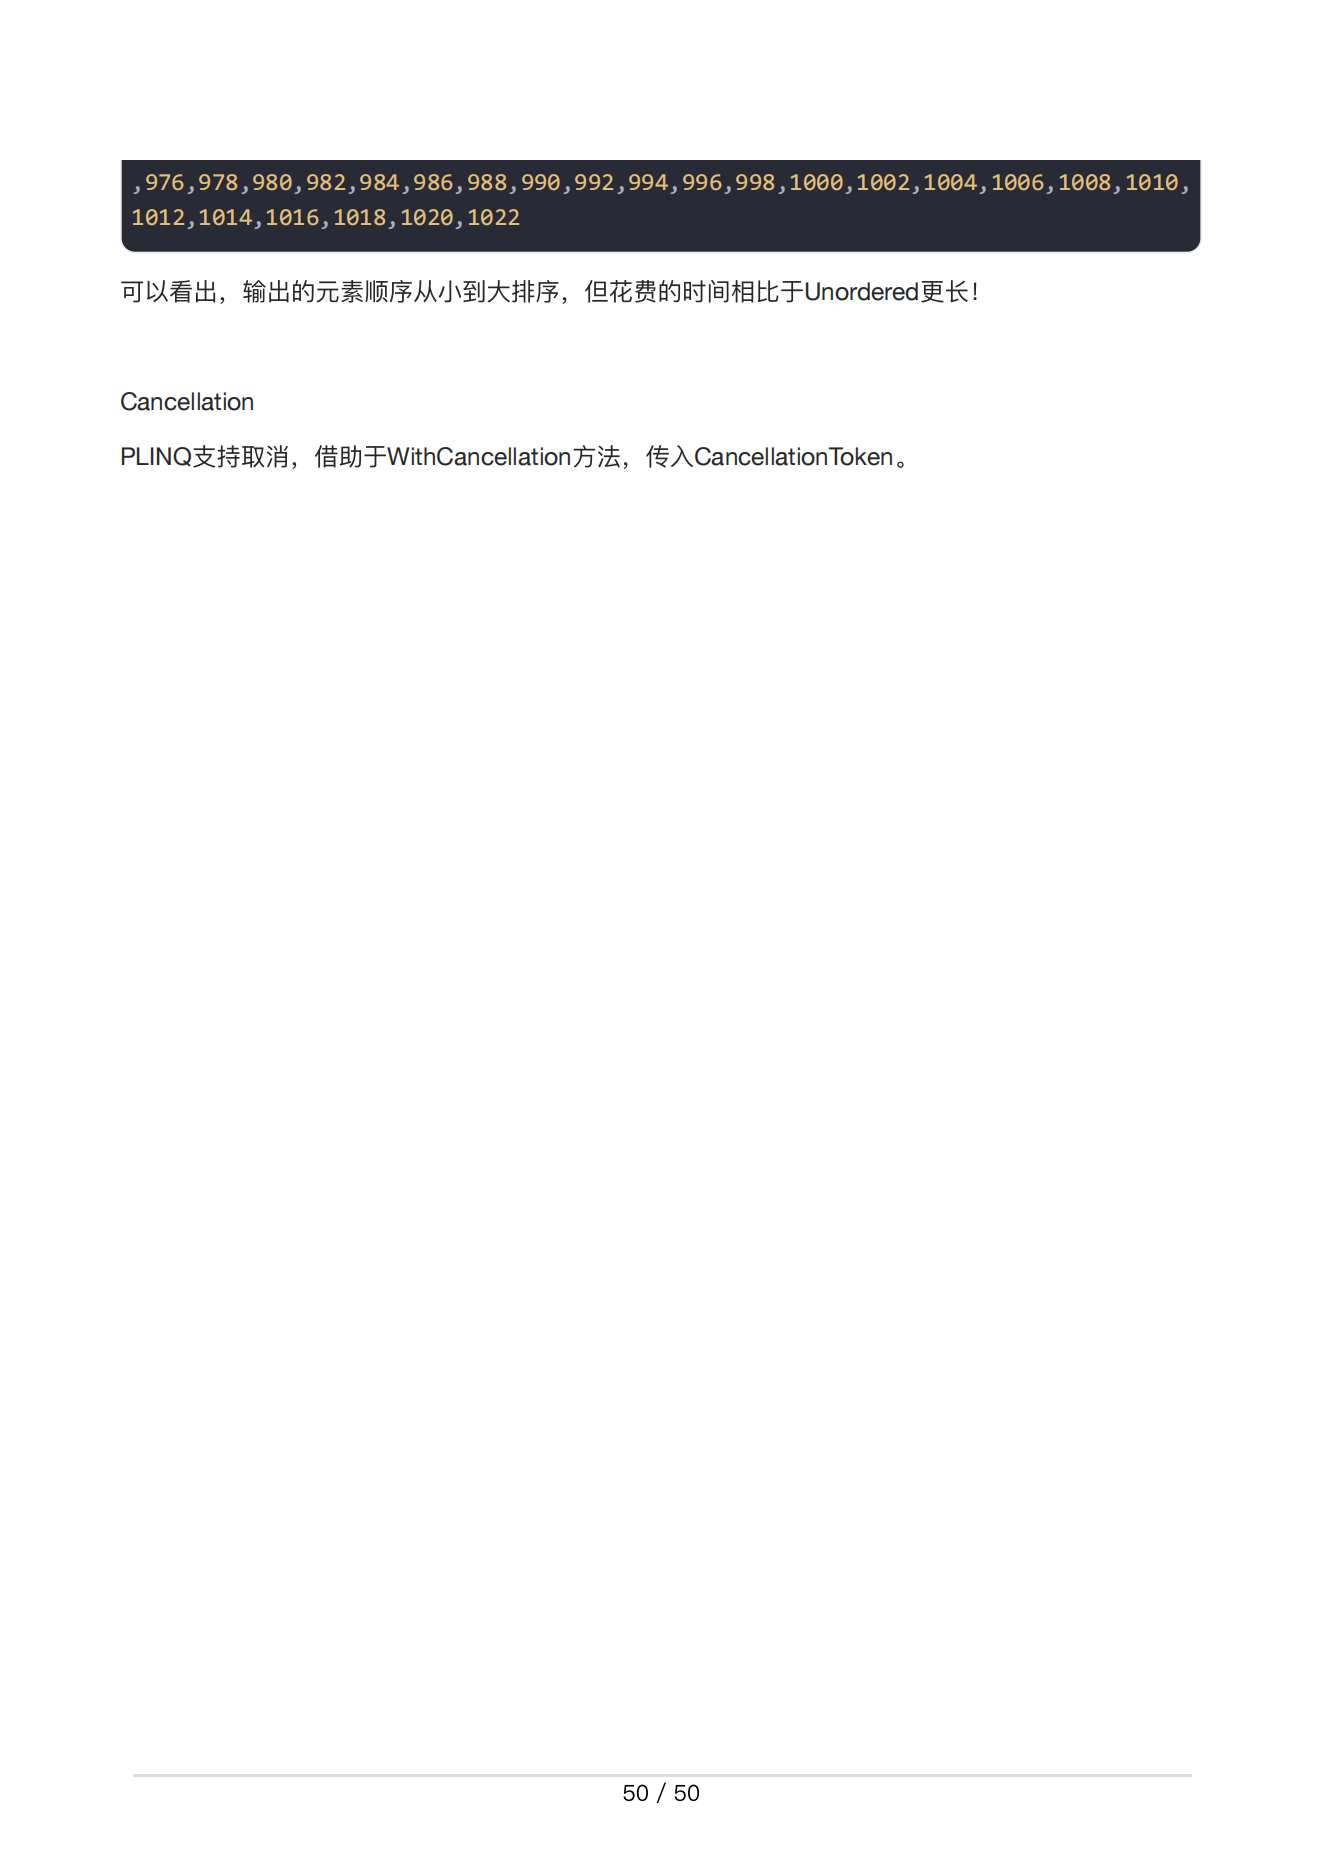 ,976,978,980,982,984,986,988,990,992,994,996,998,1000,1002,1004,1006,1008,1010,
1012,1014,1016,1018,1020,1022
可以看出，输出的元素顺序从小到大排序，但花费的时间相比于Unordered更长！
Cancellation
PLINQ支持取消，借助于WithCancellation方法，传入CancellationToken。
50 / 50